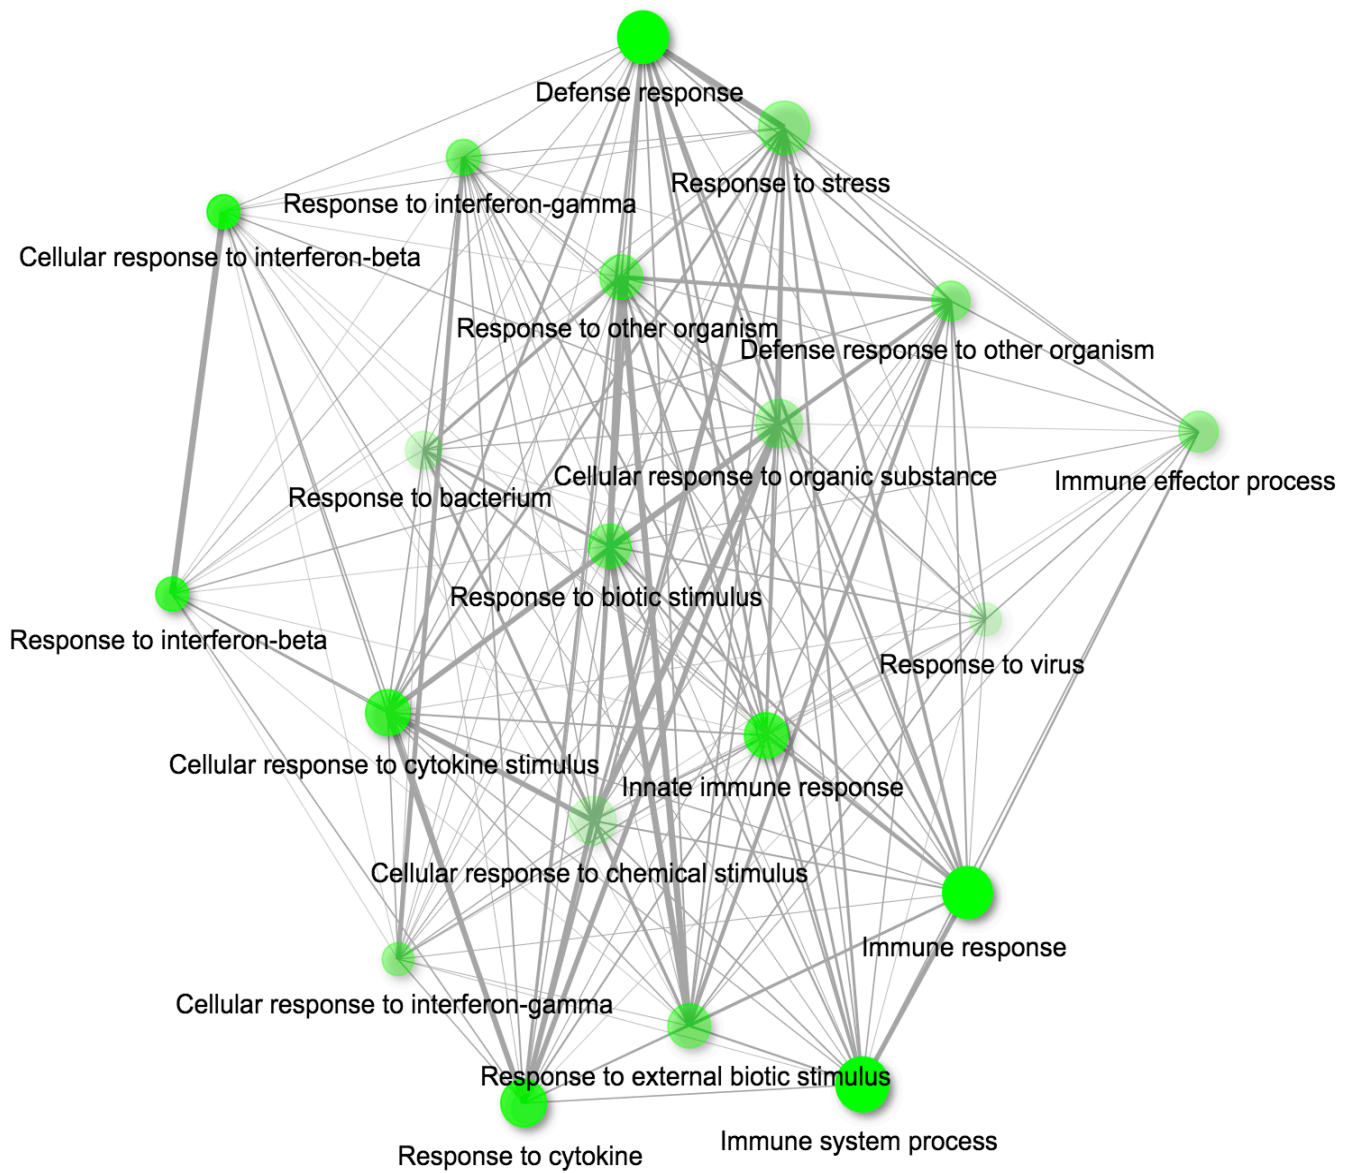 Defense response
Response to stress
Response to interferon-gamma
Cellular response to interferon-beta
Response to other organism
Defense response to other organism
Cellular response to organic substance
Immune effector process
Response to bacterium
Response to biotic stimulus
Response to interferon-beta
Response to virus
Cellular response to cytokine stimulus
Innate immune response
Cellular response to chemical stimulus
Immune response
Cellular response to interferon-gamma
Response to external biotic stimulus
Immune system process
Response to cytokine